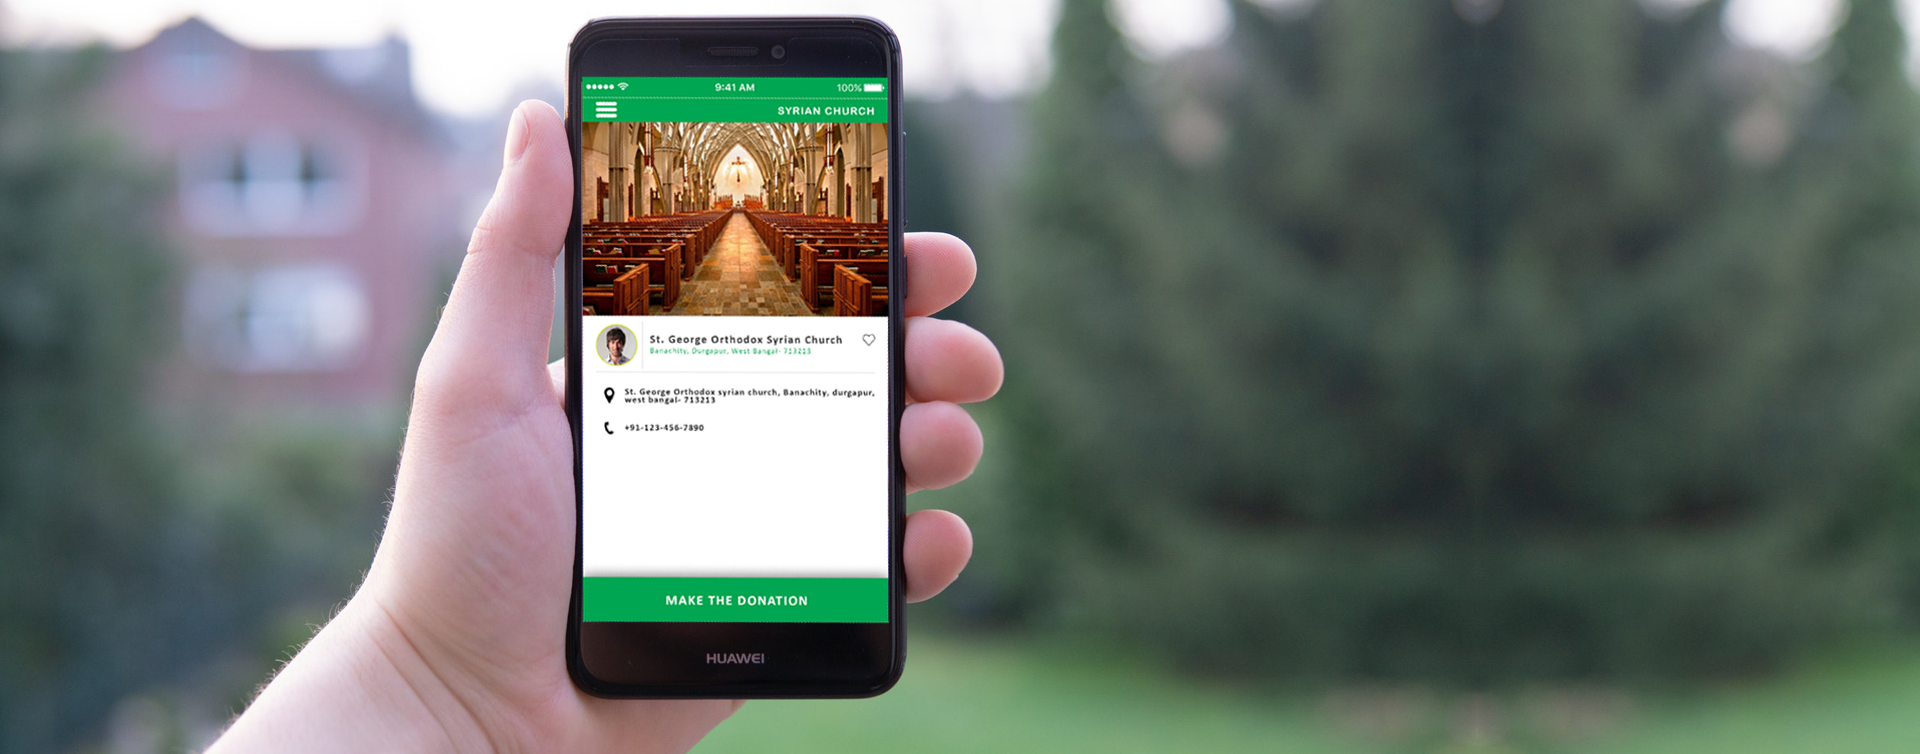 9:41 AM 100%
SYRIAN CHURCH
St. George Orthodox Syrian Church
Banachity, Durgapur, West Bangal- 713213
St. George Orthodox syrian church, Banachity, durgapur,
west bangal- 713213
+91-123-456-7890
MAKE THE DONATION
HUAWEI